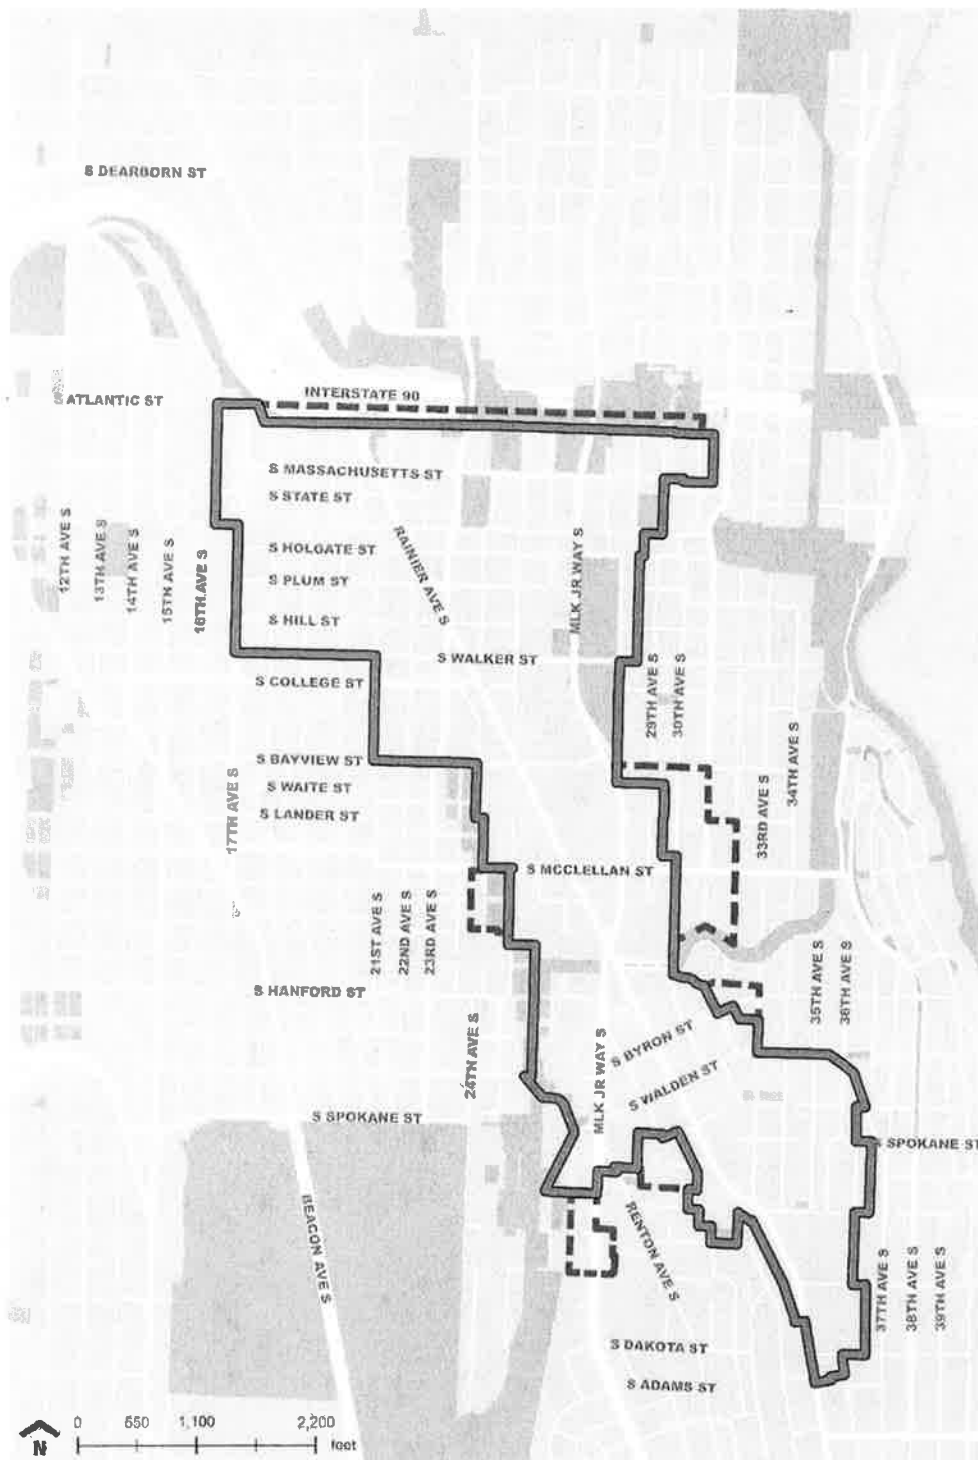 S DEARBORN ST
INTERSTATE 90
ATLANTIC ST
S MASSACHUSETTS ST
S STATE ST
12TH AVE S
13TH AVE S
14TH AVE S
15TH AVE S
16TH AVE S
S HOLGATE ST
RAINIER AVE S
MLK JR WAY S
S PLUM ST
S HILL ST
S WALKER ST
S COLLEGE ST
29TH AVE S
30TH AVE S
S BAYVIEW ST
17TH AVE S
S WAITE ST
S LANDER ST
33RD AVE S
34TH AVE S
S MCCLELLAN ST
21ST AVE S
22ND AVE S
23RD AVE S
35TH AVE S
36TH AVE S
S HANFORD ST
24TH AVE S
MLK JR WAY S
S BYRON ST
S WALDEN ST
S SPOKANE ST
S SPOKANE ST
BEACON AVE S
RENTON AVE S
37TH AVE S
38TH AVE S
39TH AVE S
S DAKOTA ST
S ADAMS ST
N
0 550 1,100 2,200
feet